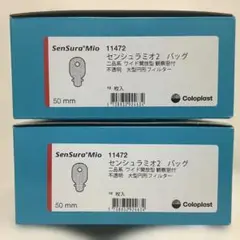 SenSura® Mio 11472
センシュラミオ2 バッグ
二品系 ワイド開放型 観察窓付
不透明 大型円形フィルター
枚入
50 mm
Coloplast
SenSura® Mio 11472
センシュラミオ2 バッグ
二品系 ワイド開放型 観察窓付
不透明 大型円形フィルター
枚入
50 mm
Coloplast